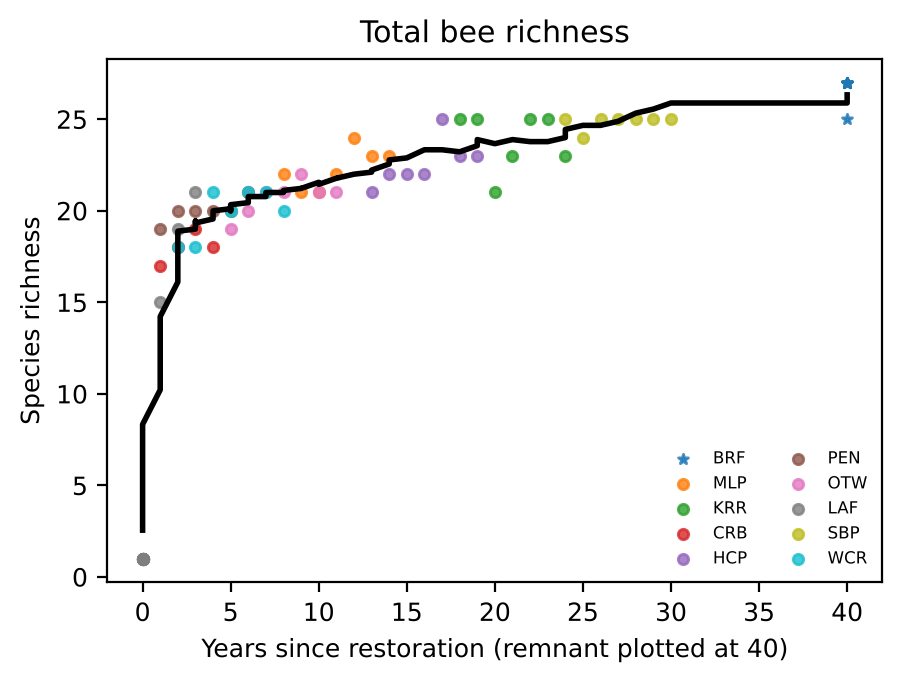 Total bee richness
Species richness
25
20
15
10
5
0
0 5 10 15 20 25 30 35 40
Years since restoration (remnant plotted at 40)
BRF
MLP
KRR
CRB
HCP
PEN
OTW
LAF
SBP
WCR